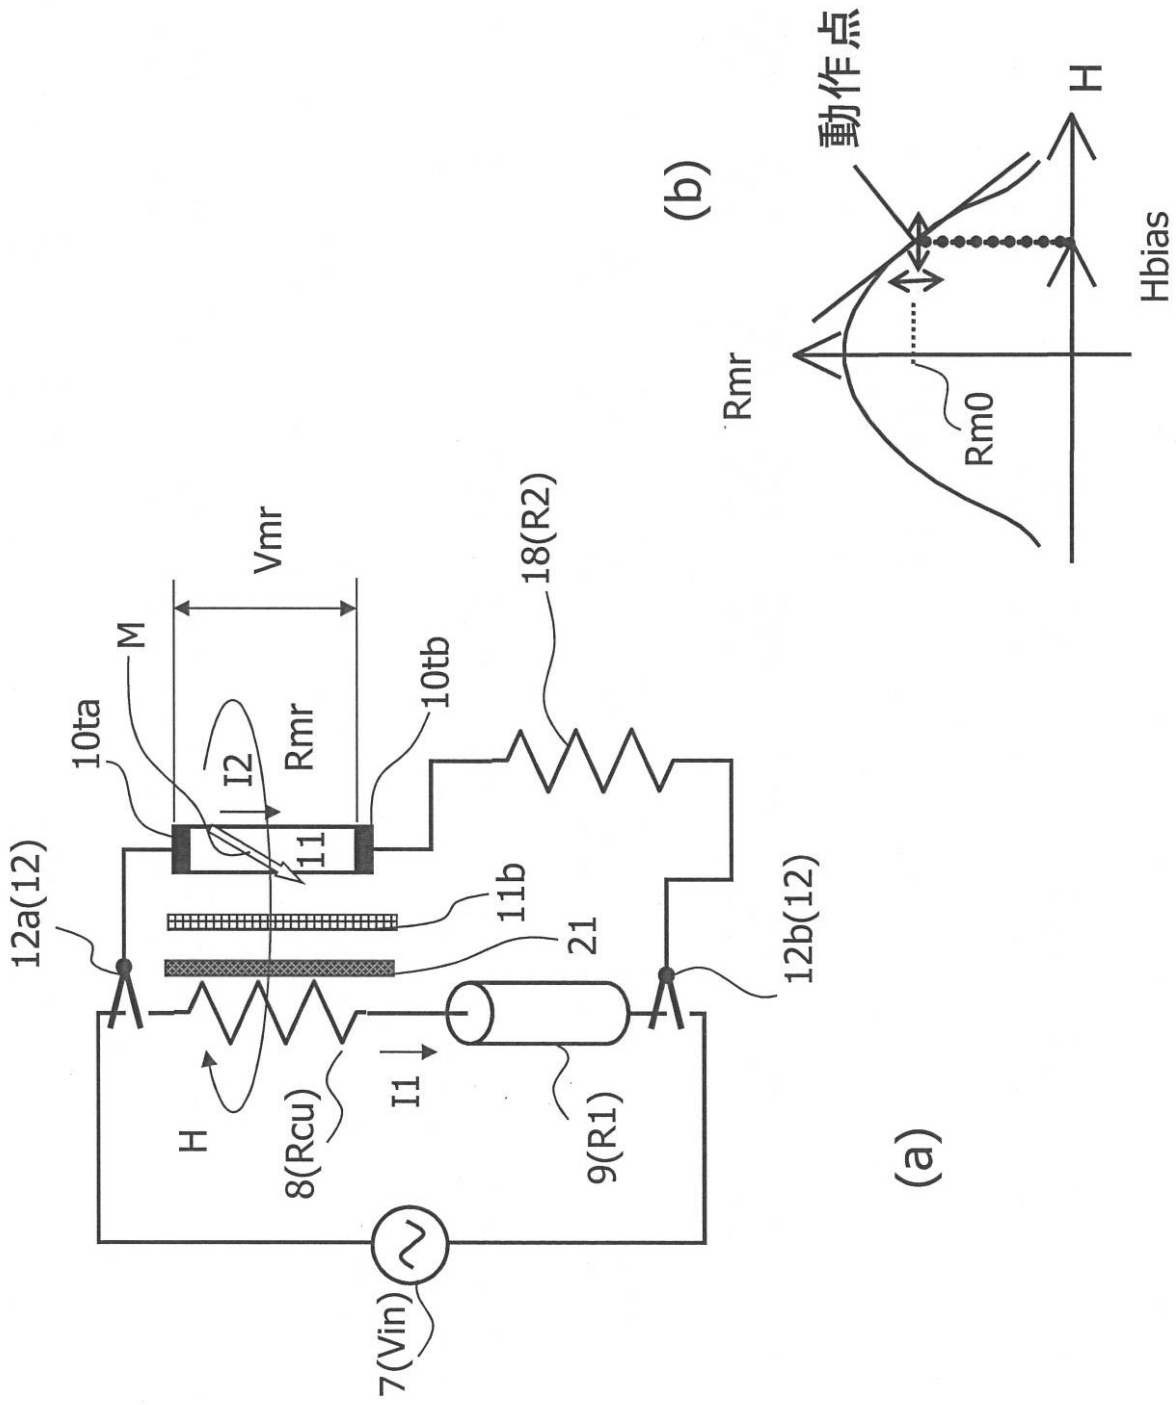 (a)
7(Vin)
H
8(Rcu)
I1
9(R1)
12a(12)
21
11b
12b(12)
10ta
M
I2
11
Rmr
10tb
Vmr
18(R2)
(b)
Rmr
動作点
Rm0
H
Hbias